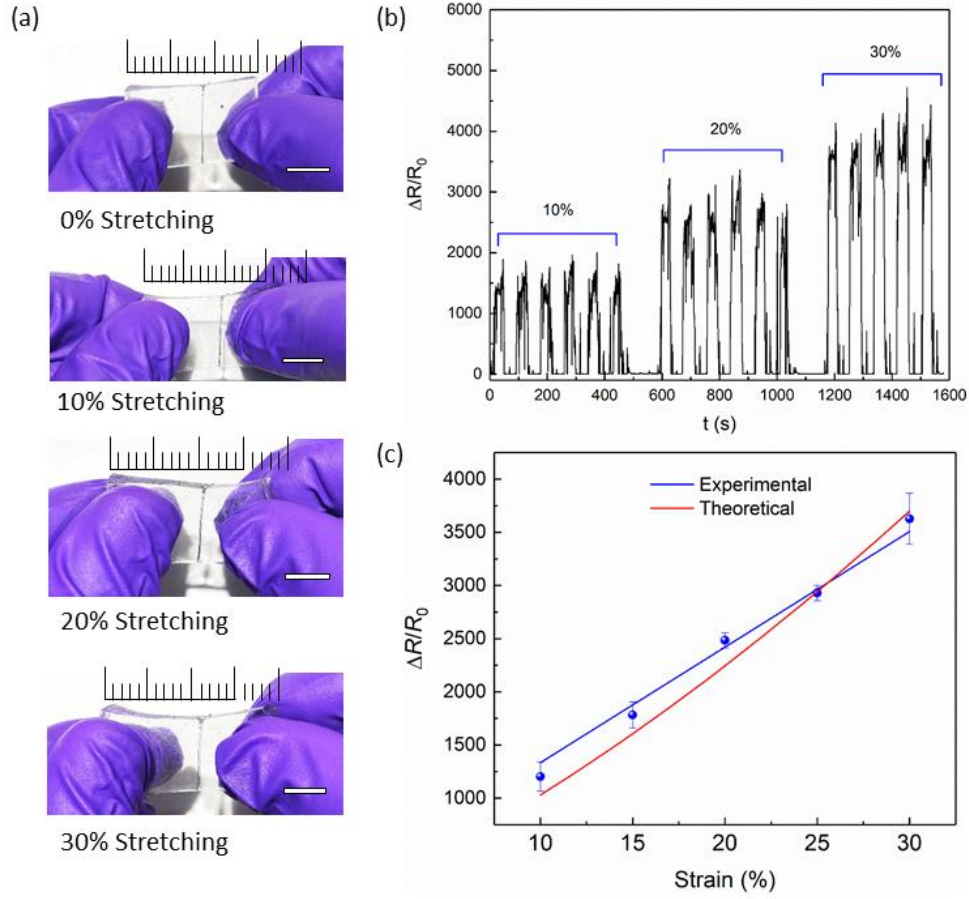 (a)
0% Stretching
10% Stretching
20% Stretching
30% Stretching
(b)
6000
5000
4000
3000
2000
1000
0
ΔR/R0
10%
20%
30%
0 200 400 600 800 1000 1200 1400 1600
t (s)
(c)
4000
3500
3000
2500
2000
1500
1000
ΔR/R0
Experimental
Theoretical
10 15 20 25 30
Strain (%)